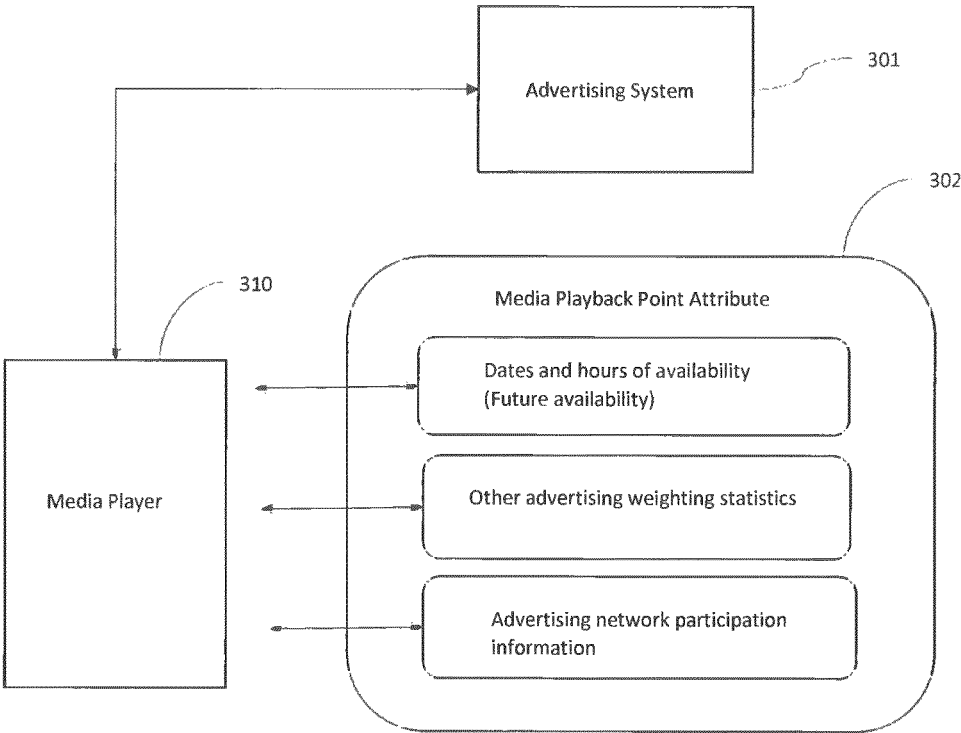 301
Advertising System
302
310
Media Playback Point Attribute
Dates and hours of availability
(Future availability)
Media Player
Other advertising weighting statistics
Advertising network participation
information